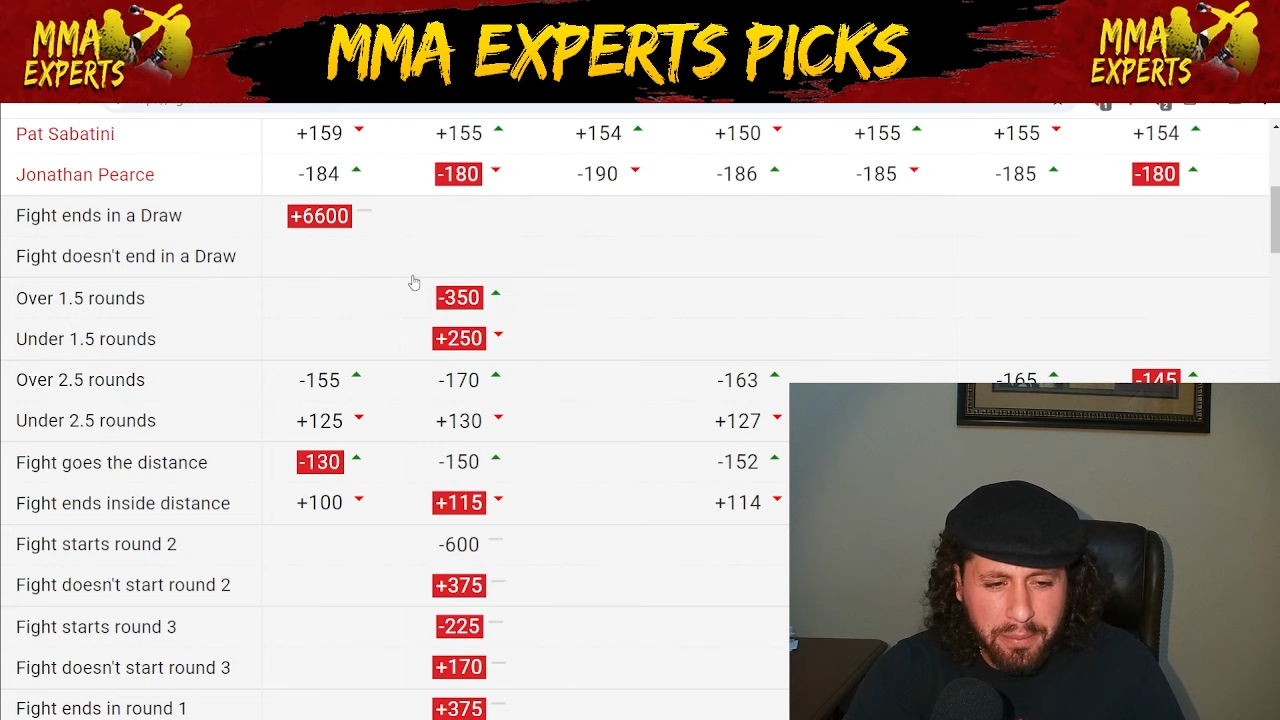 MMA EXPERTS
MMA EXPERTS PICKS
MMA EXPERTS
Pat Sabatini +159 +155 +154 +150 +155 +155 +154
Jonathan Pearce -184 -180 -190 -186 -185 -185 -180
Fight ends in a Draw +6600
Fight doesn't end in a Draw
Over 1.5 rounds -350
Under 1.5 rounds +250
Over 2.5 rounds -155 -170 -163 -165 -145
Under 2.5 rounds +125 +130 +127
Fight goes the distance -130 -150 -152
Fight ends inside distance +100 +115 +114
Fight starts round 2 -600
Fight doesn't start round 2 +375
Fight starts round 3 -225
Fight doesn't start round 3 +170
Fight ends in round 1 +375